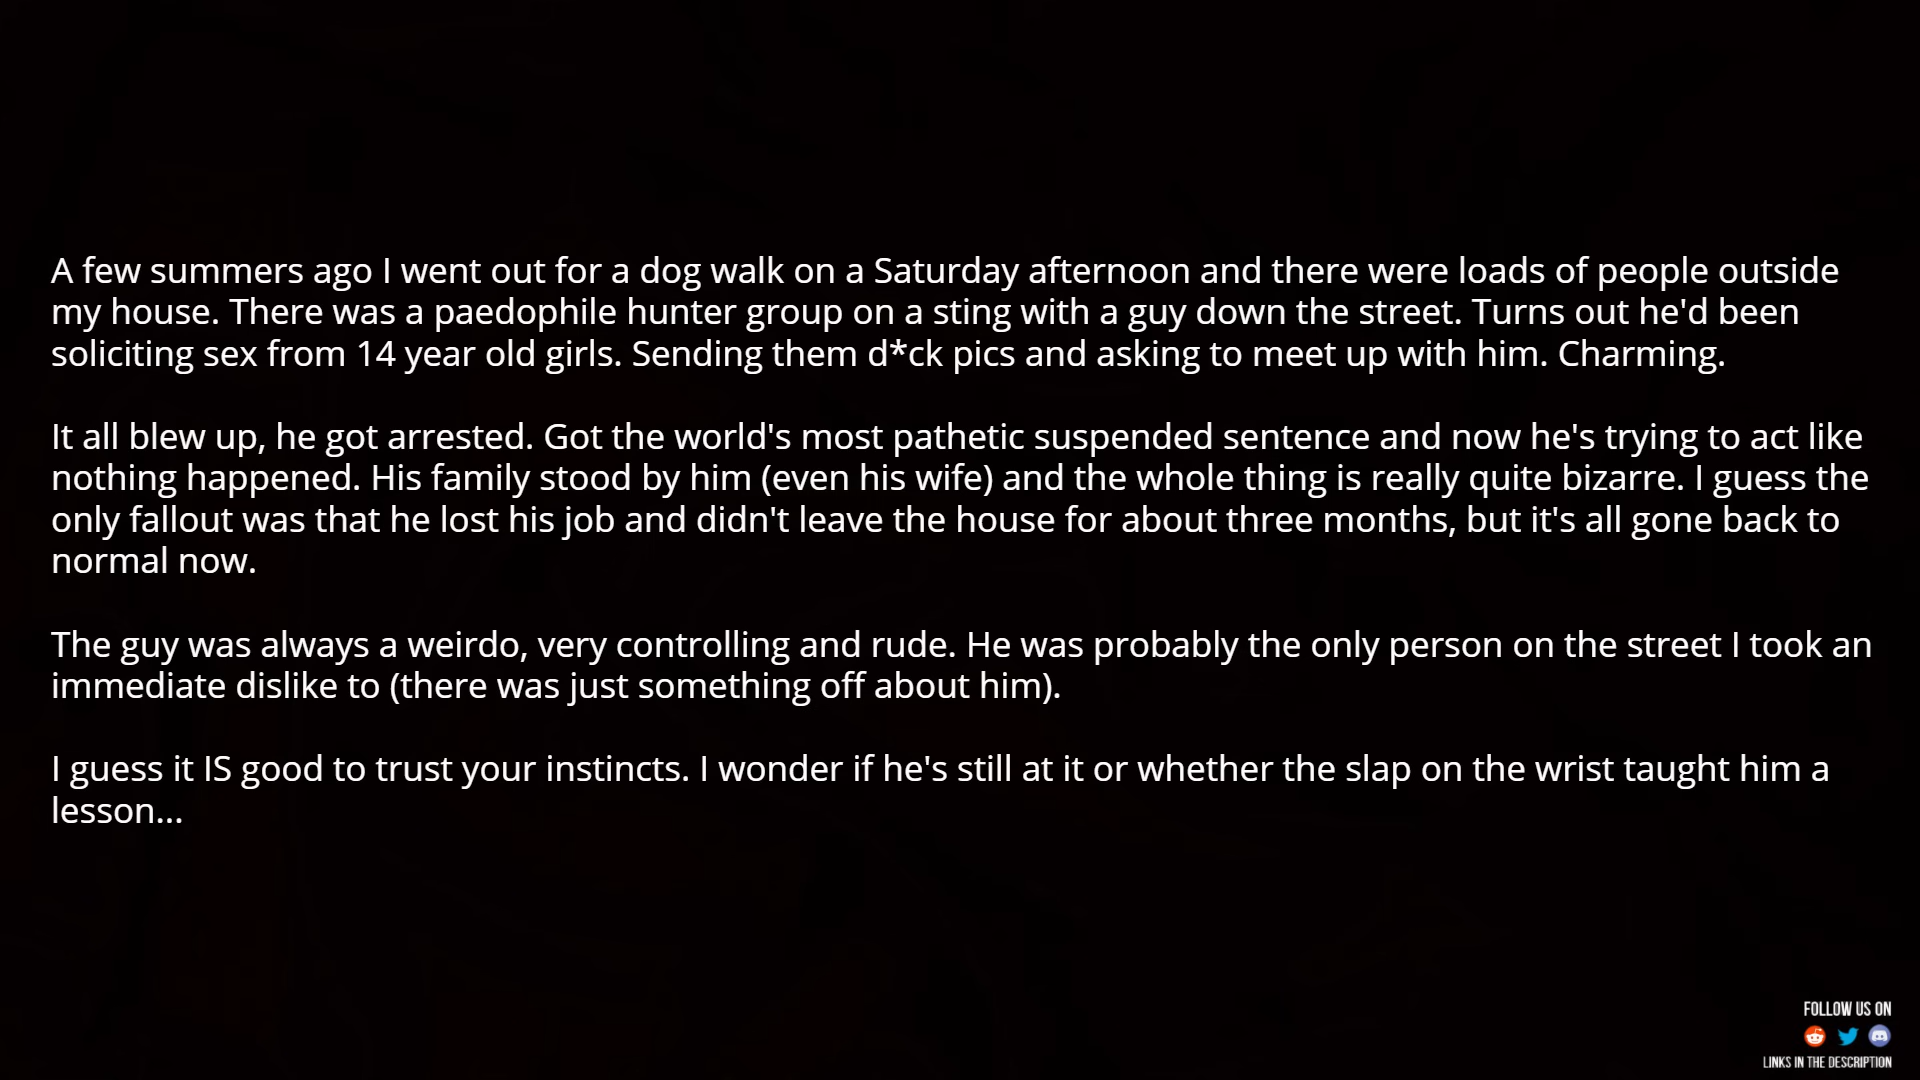 A few summers ago I went out for a dog walk on a Saturday afternoon and there were loads of people outside
my house. There was a paedophile hunter group on a sting with a guy down the street. Turns out he'd been
soliciting sex from 14 year old girls. Sending them d*ck pics and asking to meet up with him. Charming.
It all blew up, he got arrested. Got the world's most pathetic suspended sentence and now he's trying to act like
nothing happened. His family stood by him (even his wife) and the whole thing is really quite bizarre. I guess the
only fallout was that he lost his job and didn't leave the house for about three months, but it's all gone back to
normal now.
The guy was always a weirdo, very controlling and rude. He was probably the only person on the street I took an
immediate dislike to (there was just something off about him).
I guess it IS good to trust your instincts. I wonder if he's still at it or whether the slap on the wrist taught him a
lesson...
FOLLOW US ON
LINKS IN THE DESCRIPTION